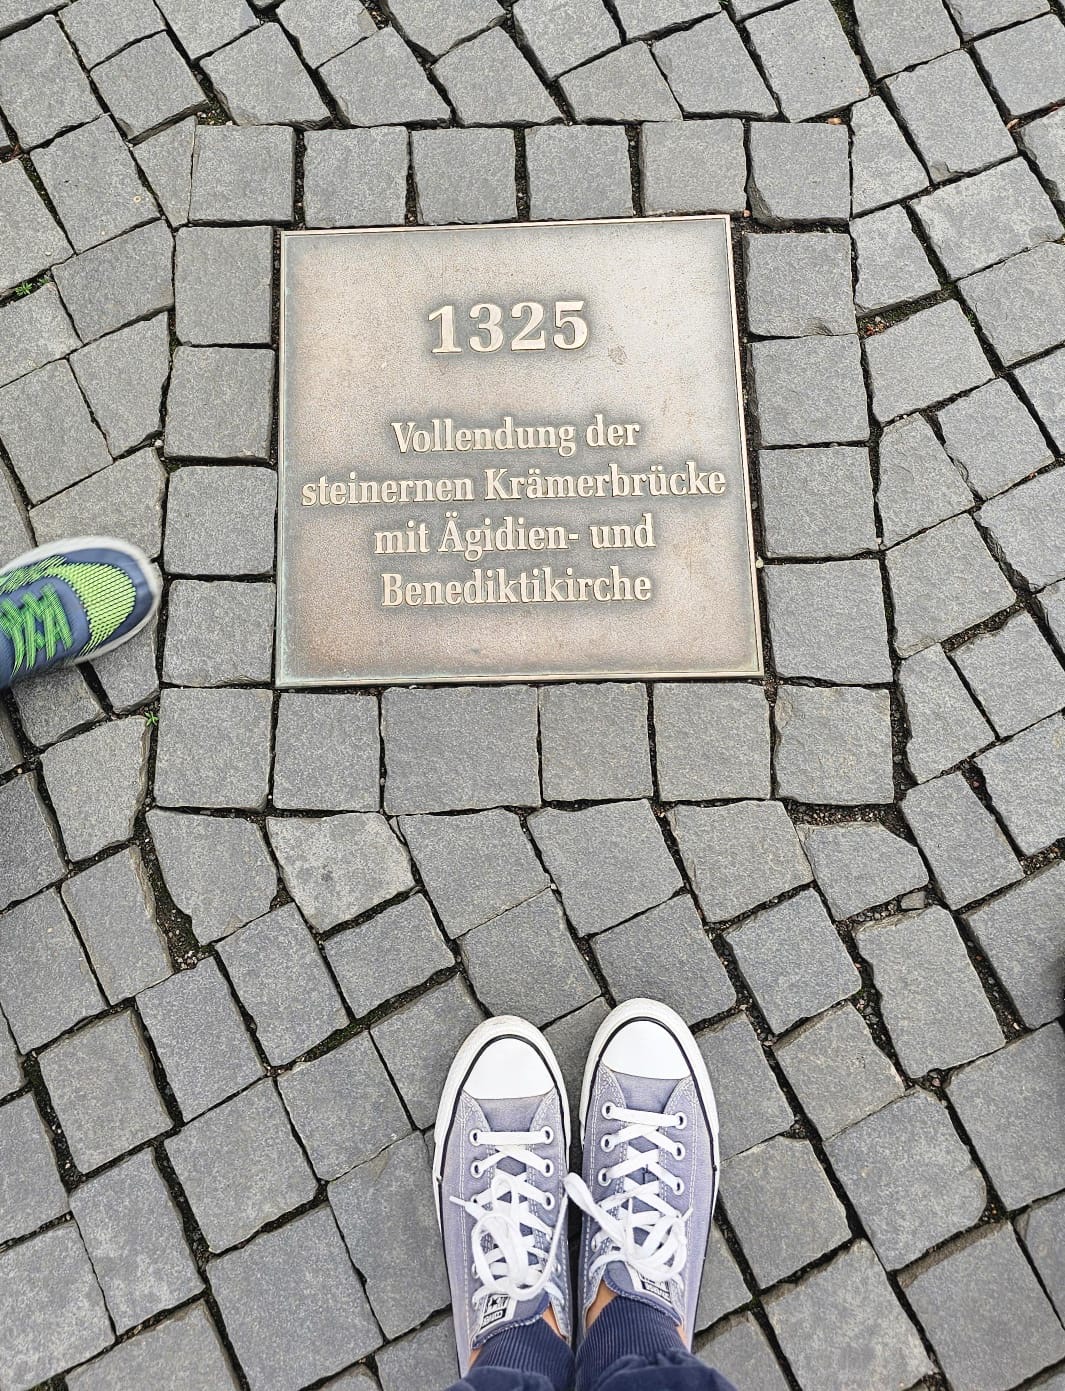 1325
Vollendung der
steinernen Krämerbrücke
mit Ägidien- und
Benediktikirche